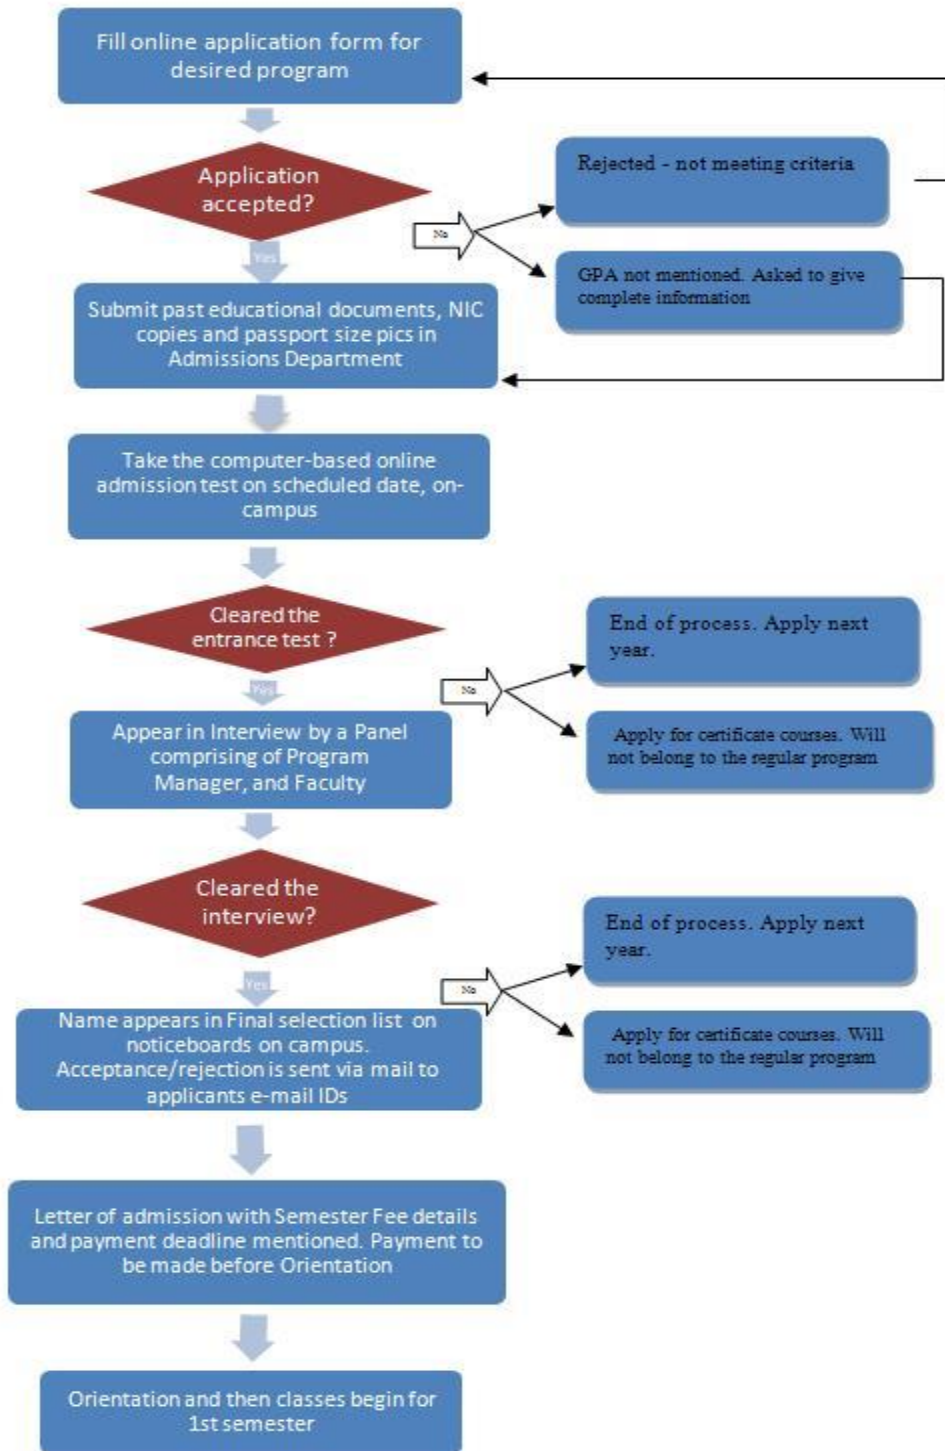 Fill online application form for
desired program
Application
accepted?
Rejected - not meeting criteria
No
Yes
GPA not mentioned. Asked to give
complete information
Submit past educational documents, NIC
copies and passport size pics in
Admissions Department
Take the computer-based online
admission test on scheduled date, on-
campus
Cleared the
entrance test ?
End of process. Apply next
year.
No
Yes
Apply for certificate courses. Will
not belong to the regular program
Appear in Interview by a Panel
comprising of Program
Manager, and Faculty
Cleared the
interview?
End of process. Apply next
year.
No
Yes
Apply for certificate courses. Will
not belong to the regular program
Name appears in Final selection list on
noticeboards on campus.
Acceptance/rejection is sent via mail to
applicants e-mail IDs
Letter of admission with Semester Fee details
and payment deadline mentioned. Payment to
be made before Orientation
Orientation and then classes begin for
1st semester